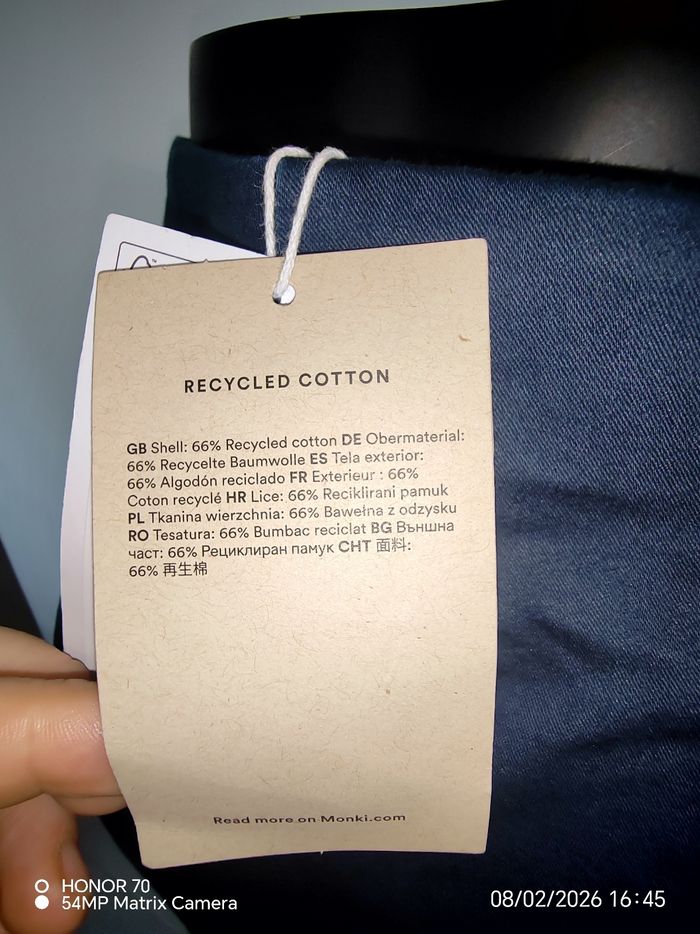 RECYCLED COTTON
GB Shell: 66% Recycled cotton DE Obermaterial:
66% Recycelte Baumwolle ES Tela exterior:
66% Algodón reciclado FR Exterieur : 66%
Coton recyclé HR Lice: 66% Reciklirani pamuk
PL Tkanina wierzchnia: 66% Bawełna z odzysku
RO Tesatura: 66% Bumbac reciclat BG Външна
част: 66% Рециклиран памук CHT 面料:
66% 再生棉
Read more on Monki.com
HONOR 70
54MP Matrix Camera
08/02/2026 16:45